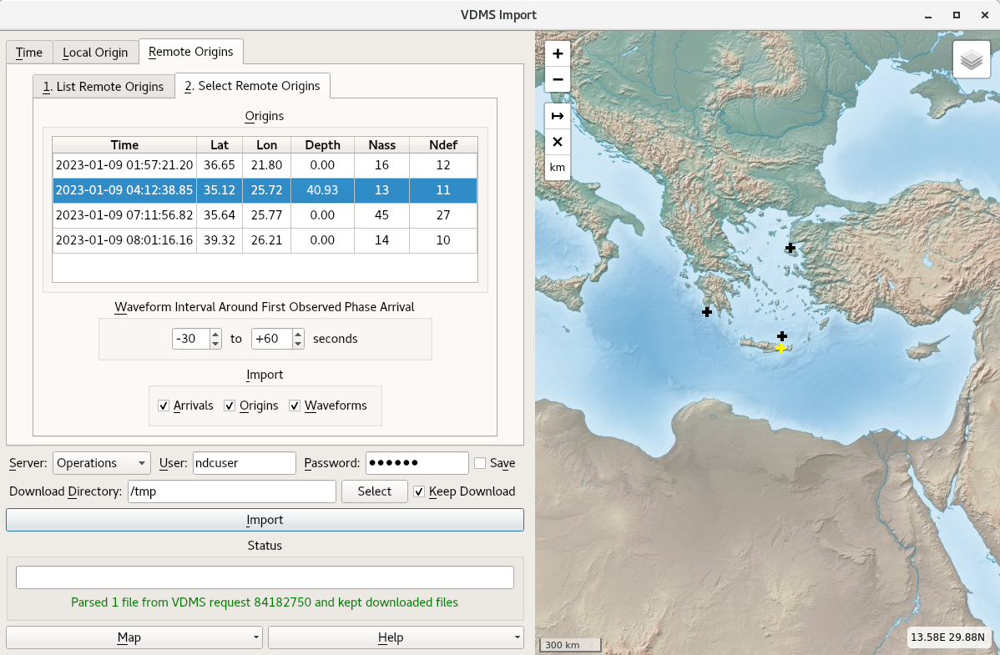 VDMS Import
Time Local Origin Remote Origins
1. List Remote Origins 2. Select Remote Origins
Origins
Time Lat Lon Depth Nass Ndef
2023-01-09 01:57:21.20 36.65 21.80 0.00 16 12
2023-01-09 04:12:38.85 35.12 25.72 40.93 13 11
2023-01-09 07:11:56.82 35.64 25.77 0.00 45 27
2023-01-09 08:01:16.16 39.32 26.21 0.00 14 10
Waveform Interval Around First Observed Phase Arrival
-30 to +60 seconds
Import
Arrivals Origins Waveforms
Server: Operations User: ndcuser Password: ●●●●●● Save
Download Directory: /tmp Select Keep Download
Import
Status
Parsed 1 file from VDMS request 84182750 and kept downloaded files
Map Help
+
−
↦
×
km
300 km
13.58E 29.88N